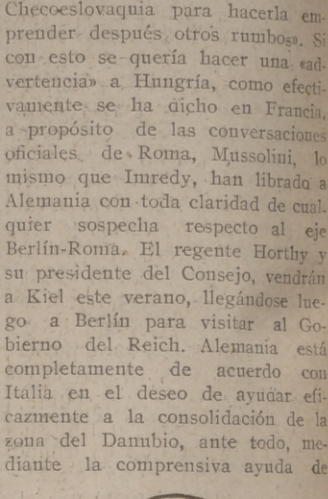 Checoeslovaquia para hacerla em-
prender después otros rumbos». Si
con esto se quería hacer una «ad-
vertencia» a Hungría, como efecti-
vamente se ha dicho en Francia,
a propósito de las conversaciones
oficiales de Roma, Mussolini, lo
mismo que Imredy, han librado a
Alemania con toda claridad de cual-
quier sospecha respecto al eje
Berlín-Roma. El regente Horthy y
su presidente del Consejo, vendrán
a Kiel este verano, llegándose lue-
go a Berlín para visitar al Go-
bierno del Reich. Alemania está
completamente de acuerdo con
Italia en el deseo de ayudar efi-
cazmente a la consolidación de la
zona del Danubio, ante todo, me-
diante la comprensiva ayuda de